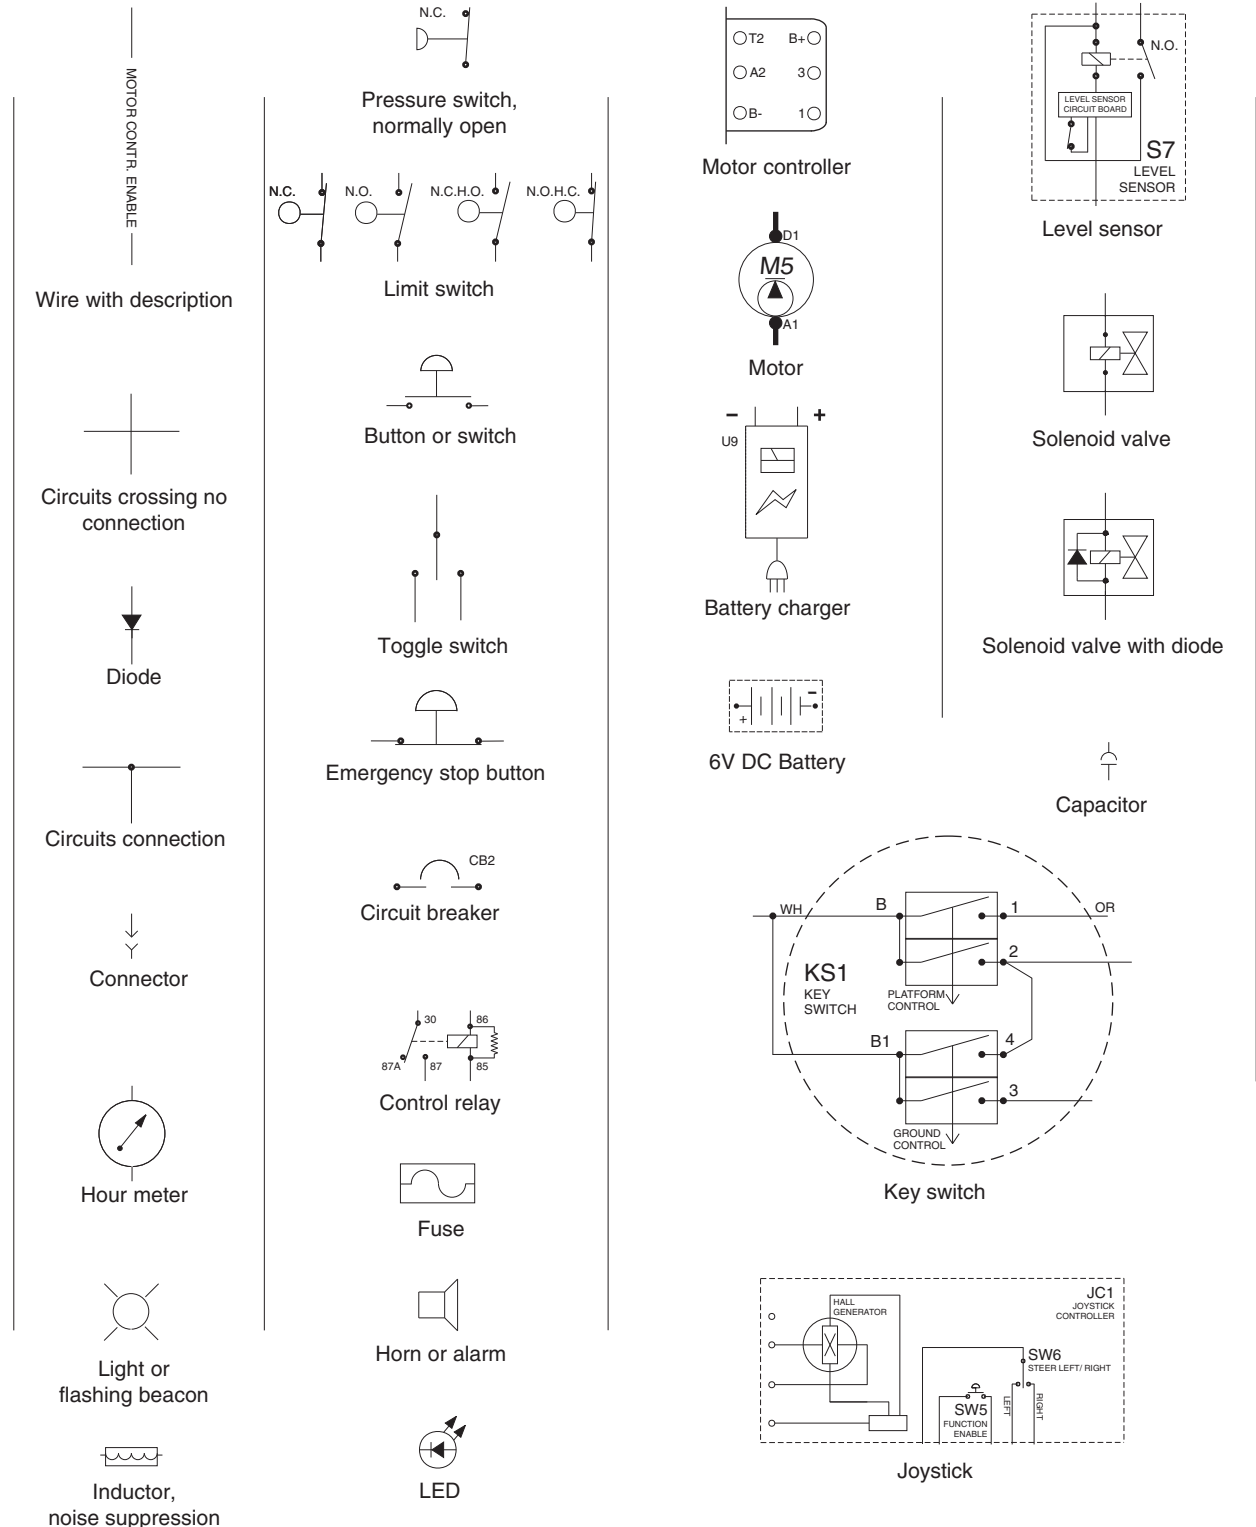 MOTOR CONTR. ENABLE
Wire with description
Circuits crossing no
connection
Diode
Circuits connection
Connector
Hour meter
Light or
flashing beacon
Inductor,
noise suppression
N.C.
Pressure switch,
normally open
N.C. N.O. N.C.H.O. N.O.H.C.
Limit switch
Button or switch
Toggle switch
Emergency stop button
CB2
Circuit breaker
30 86
87A 87 85
Control relay
Fuse
Horn or alarm
LED
T2 B+
A2 3
B- 1
Motor controller
D1
M5
A1
Motor
− +
U9
Battery charger
−
+
6V DC Battery
N.O.
LEVEL SENSOR
CIRCUIT BOARD
S7
LEVEL
SENSOR
Level sensor
Solenoid valve
Solenoid valve with diode
Capacitor
WH B 1 OR
2
KS1
KEY
SWITCH
PLATFORM
CONTROL
B1 4
3
GROUND
CONTROL
Key switch
JC1
JOYSTICK
CONTROLLER
HALL
GENERATOR
SW6
STEER LEFT/ RIGHT
SW5
FUNCTION
ENABLE
LEFT
RIGHT
Joystick